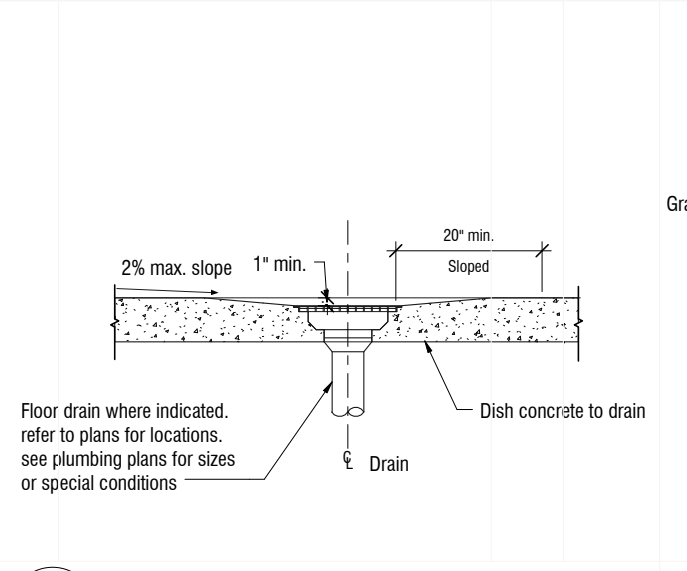 Gra
20" min.
2% max. slope
1" min.
Sloped
Floor drain where indicated.
refer to plans for locations.
see plumbing plans for sizes
or special conditions
Dish concrete to drain
℄ Drain